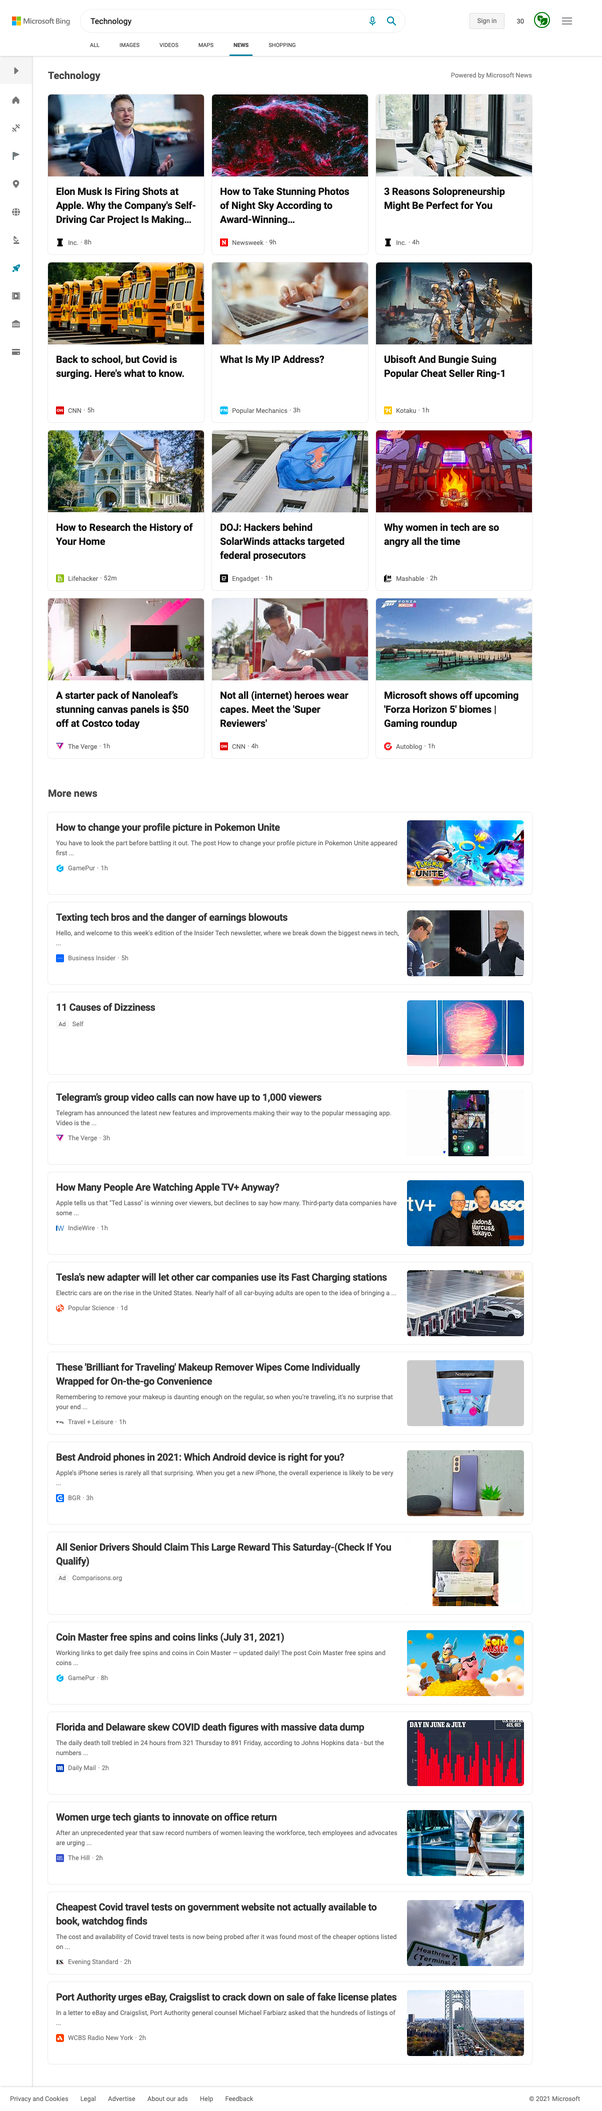 Microsoft Bing
Technology
Sign in
30
ALL IMAGES VIDEOS MAPS NEWS SHOPPING
Technology
Powered by Microsoft News
Elon Musk Is Firing Shots at
Apple. Why the Company's Self-
Driving Car Project Is Making...
Inc. · 8h
How to Take Stunning Photos
of Night Sky According to
Award-Winning...
Newsweek · 9h
3 Reasons Solopreneurship
Might Be Perfect for You
Inc. · 4h
Back to school, but Covid is
surging. Here's what to know.
CNN · 5h
What Is My IP Address?
Popular Mechanics · 3h
Ubisoft And Bungie Suing
Popular Cheat Seller Ring-1
Kotaku · 1h
How to Research the History of
Your Home
Lifehacker · 52m
DOJ: Hackers behind
SolarWinds attacks targeted
federal prosecutors
Engadget · 1h
Why women in tech are so
angry all the time
Mashable · 2h
A starter pack of Nanoleaf's
stunning canvas panels is $50
off at Costco today
The Verge · 1h
Not all (internet) heroes wear
capes. Meet the 'Super
Reviewers'
CNN · 4h
FORZA
Microsoft shows off upcoming
'Forza Horizon 5' biomes |
Gaming roundup
Autoblog · 1h
More news
How to change your profile picture in Pokemon Unite
You have to look the part before battling it out. The post How to change your profile picture in Pokemon Unite appeared
first ...
GamePur · 1h
UNITE
Texting tech bros and the danger of earnings blowouts
Hello, and welcome to this week's edition of the Insider Tech newsletter, where we break down the biggest news in tech,
...
Business Insider · 5h
11 Causes of Dizziness
Ad Self
Telegram's group video calls can now have up to 1,000 viewers
Telegram has announced the latest new features and improvements making their way to the popular messaging app.
Video is the ...
The Verge · 3h
How Many People Are Watching Apple TV+ Anyway?
Apple tells us that "Ted Lasso" is winning over viewers, but declines to say how many. Third-party data companies have
some ...
IndieWire · 1h
tv+
Tesla's new adapter will let other car companies use its Fast Charging stations
Electric cars are on the rise in the United States. Nearly half of all car-buying adults are open to the idea of bringing a ...
Popular Science · 1d
These 'Brilliant for Traveling' Makeup Remover Wipes Come Individually
Wrapped for On-the-go Convenience
Remembering to remove your makeup is daunting enough on the regular, so when you're traveling, it's no surprise that
your end ...
Travel + Leisure · 1h
Best Android phones in 2021: Which Android device is right for you?
Apple's iPhone series is rarely all that surprising. When you get a new iPhone, the overall experience is likely to be very
...
BGR · 3h
All Senior Drivers Should Claim This Large Reward This Saturday-(Check If You
Qualify)
Ad Comparisons.org
Coin Master free spins and coins links (July 31, 2021)
Working links to get daily free spins and coins in Coin Master — updated daily! The post Coin Master free spins and
coins ...
GamePur · 8h
COIN
MASTER
Florida and Delaware skew COVID death figures with massive data dump
The daily death toll trebled in 24 hours from 321 Thursday to 891 Friday, according to Johns Hopkins data - but the
numbers ...
Daily Mail · 2h
DAY IN JUNE & JULY
Women urge tech giants to innovate on office return
After an unprecedented year that saw record numbers of women leaving the workforce, tech employees and advocates
are urging ...
The Hill · 2h
Cheapest Covid travel tests on government website not actually available to
book, watchdog finds
The cost and availability of Covid travel tests is now being probed after it was found most of the cheaper options listed
on ...
Evening Standard · 2h
Heathrow
Port Authority urges eBay, Craigslist to crack down on sale of fake license plates
In a letter to eBay and Craigslist, Port Authority general counsel Michael Farbiarz asked that the hundreds of listings of
...
WCBS Radio New York · 2h
Privacy and Cookies Legal Advertise About our ads Help Feedback
© 2021 Microsoft